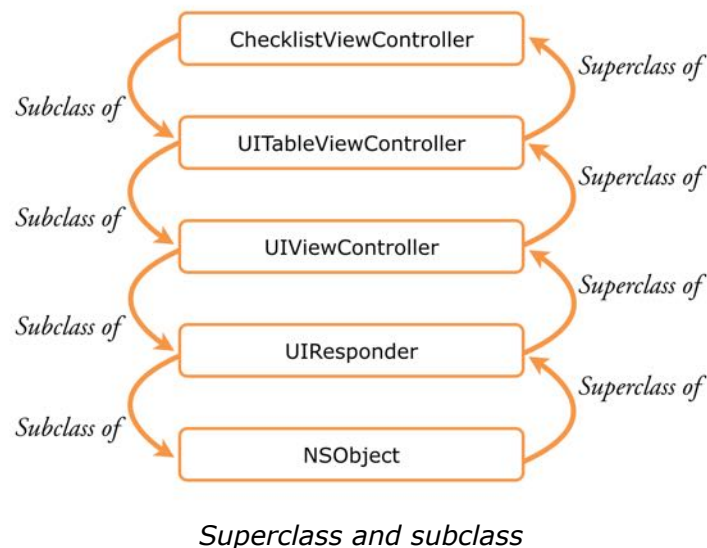 ChecklistViewController
Superclass of
Subclass of
UITableViewController
Superclass of
Subclass of
UIViewController
Superclass of
Subclass of
UIResponder
Superclass of
Subclass of
NSObject
Superclass and subclass